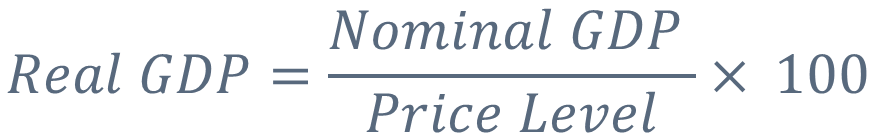 Real GDP = Nominal GDP / Price Level × 100